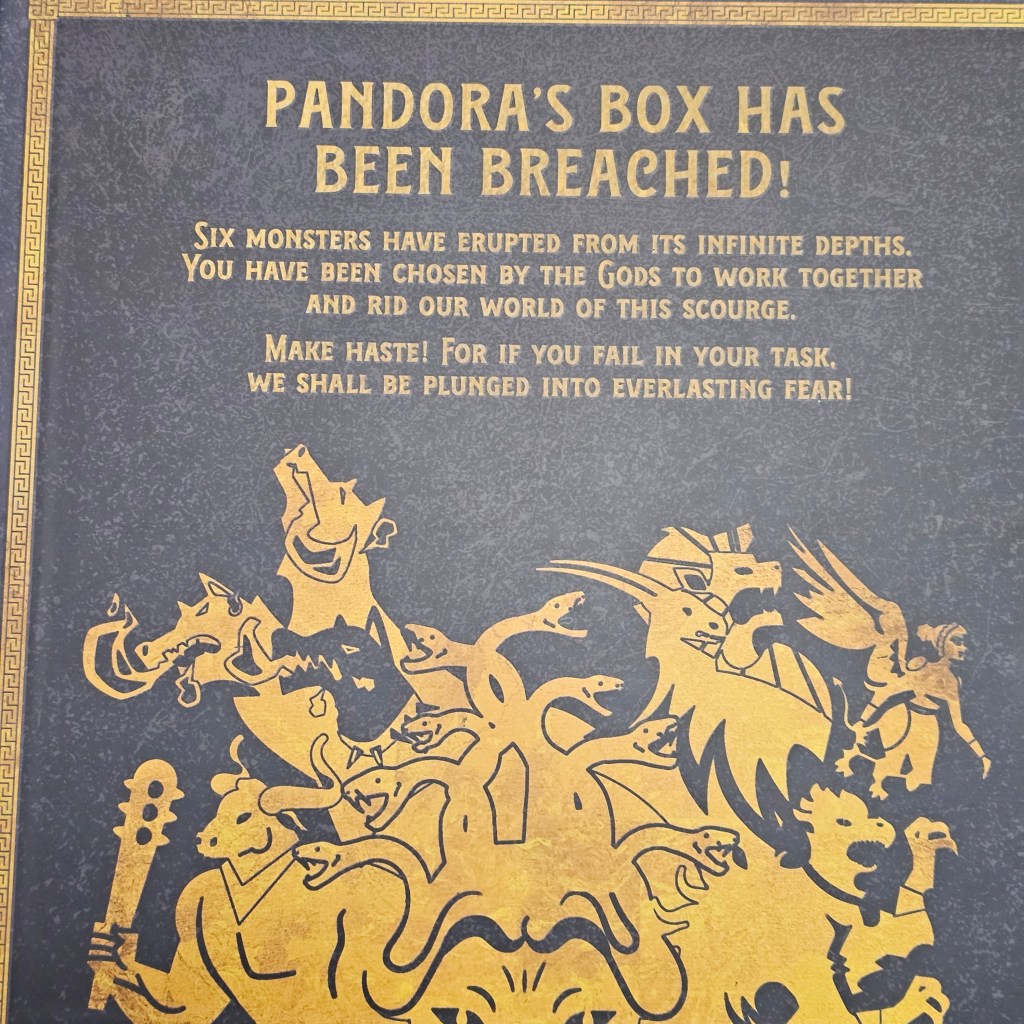 PANDORA'S BOX HAS
BEEN BREACHED!
SIX MONSTERS HAVE ERUPTED FROM ITS INFINITE DEPTHS.
YOU HAVE BEEN CHOSEN BY THE GODS TO WORK TOGETHER
AND RID OUR WORLD OF THIS SCOURGE.
MAKE HASTE! FOR IF YOU FAIL IN YOUR TASK,
WE SHALL BE PLUNGED INTO EVERLASTING FEAR!